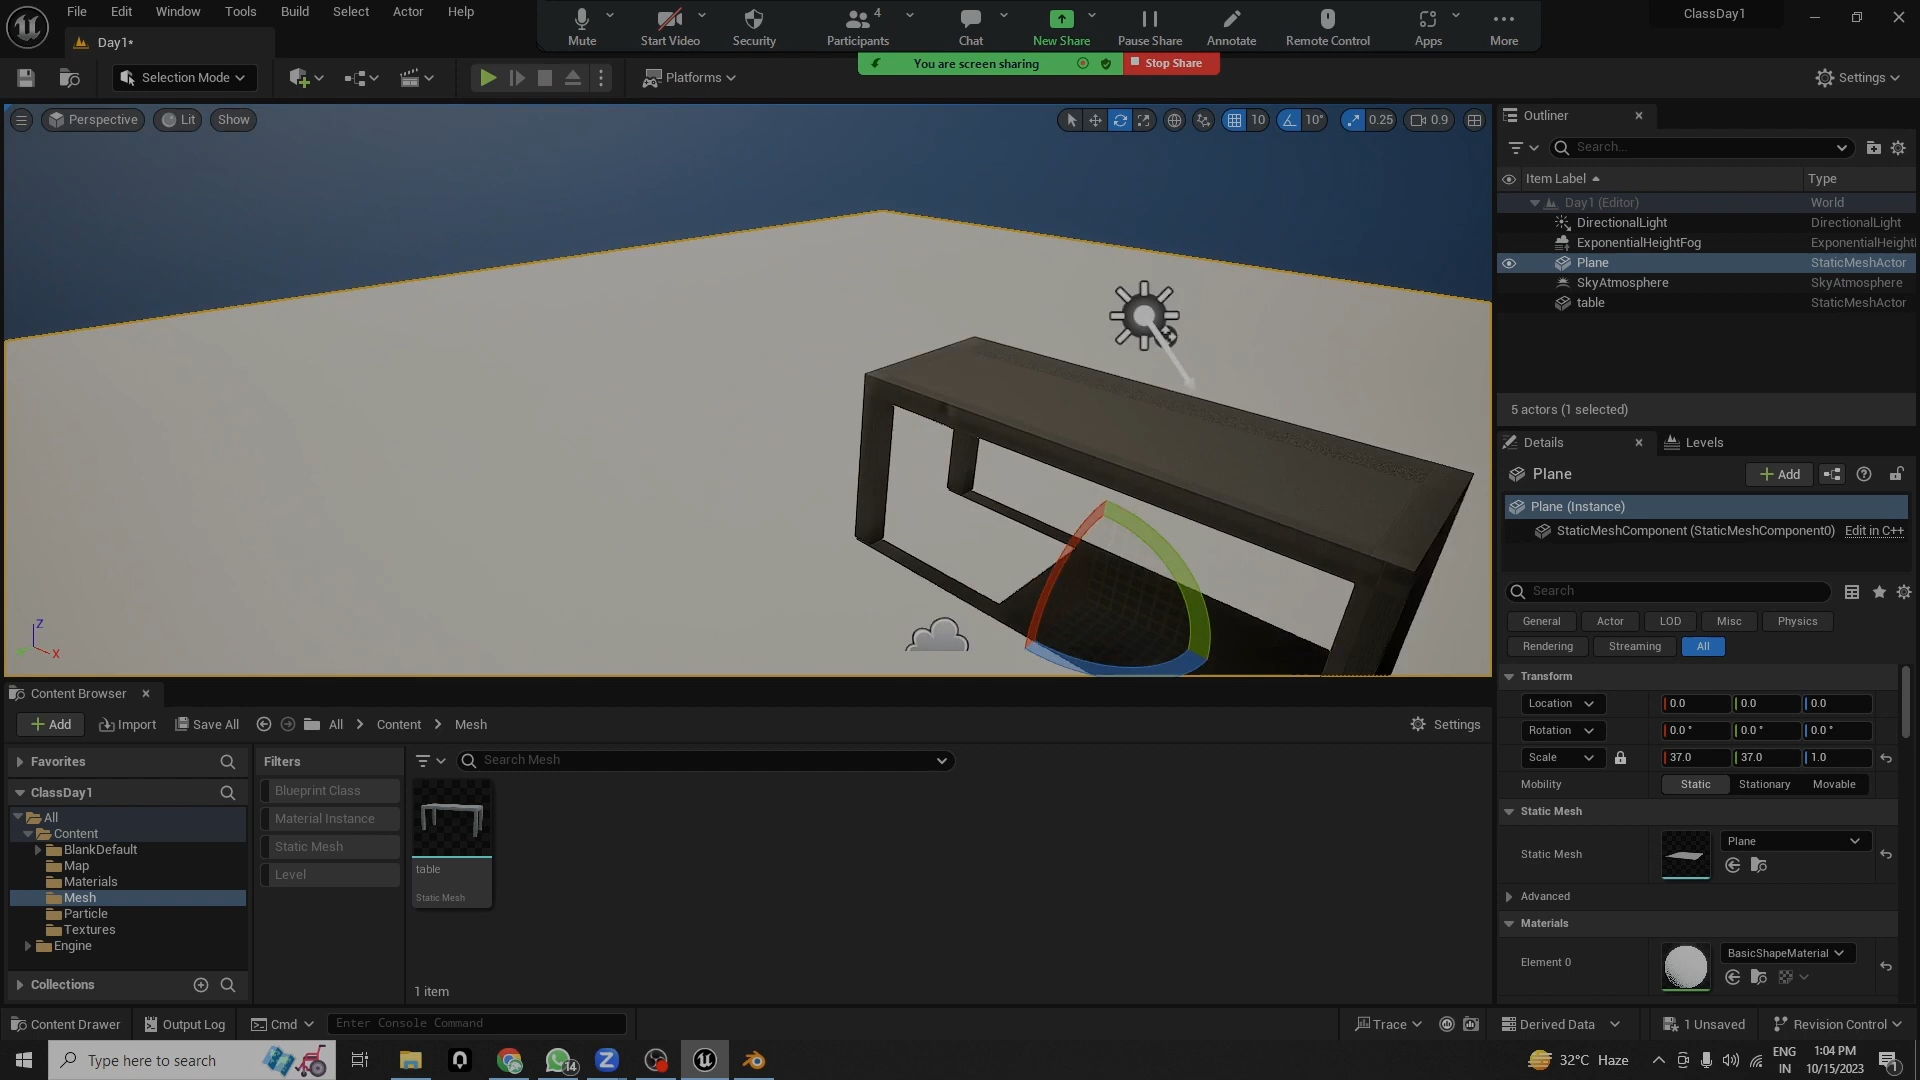 File Edit Window Tools Build Select Actor Help
Mute Start Video Security Participants 4 Chat New Share Pause Share Annotate Remote Control Apps More
ClassDay1
Day1*
You are screen sharing Stop Share
Selection Mode Platforms Settings
Perspective Lit Show 10 10° 0.25 0.9
Outliner
Search...
Item Label Type
Day1 (Editor) World
DirectionalLight DirectionalLight
ExponentialHeightFog ExponentialHeightl
Plane StaticMeshActor
SkyAtmosphere SkyAtmosphere
table StaticMeshActor
5 actors (1 selected)
Details Levels
Plane Add
Plane (Instance)
StaticMeshComponent (StaticMeshComponent0) Edit in C++
Search
General Actor LOD Misc Physics
Rendering Streaming All
Transform
Location 0.0 0.0 0.0
Rotation 0.0 ° 0.0 ° 0.0 °
Scale 37.0 37.0 1.0
Mobility Static Stationary Movable
Static Mesh
Static Mesh Plane
Advanced
Materials
Element 0 BasicShapeMaterial
Z
X
Content Browser
Add Import Save All All Content Mesh Settings
Favorites
ClassDay1
All
Content
BlankDefault
Map
Materials
Mesh
Particle
Textures
Engine
Collections
Filters
Blueprint Class
Material Instance
Static Mesh
Level
Search Mesh
table
Static Mesh
1 item
Content Drawer Output Log Cmd Enter Console Command Trace Derived Data 1 Unsaved Revision Control
Type here to search 14 32°C Haze ENG IN 1:04 PM 10/15/2023 1